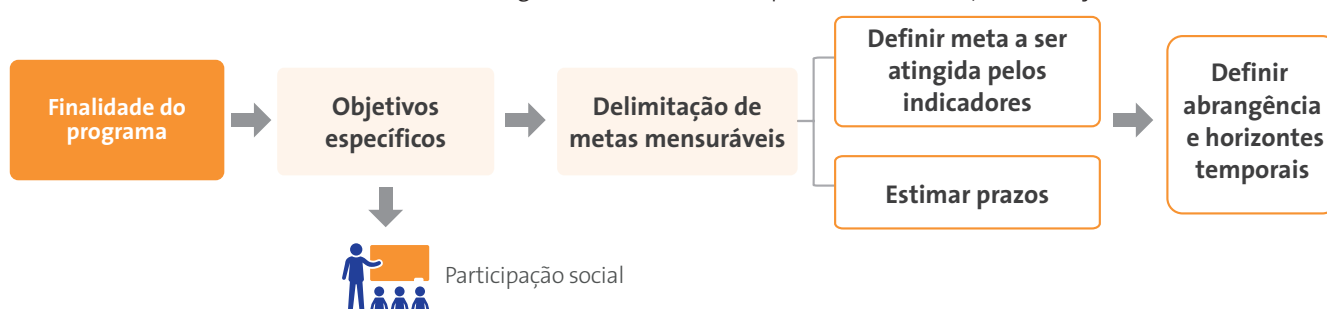 Finalidade do
programa
Objetivos
específicos
Delimitação de
metas mensuráveis
Definir meta a ser
atingida pelos
indicadores
Estimar prazos
Definir
abrangência
e horizontes
temporais
Participação social